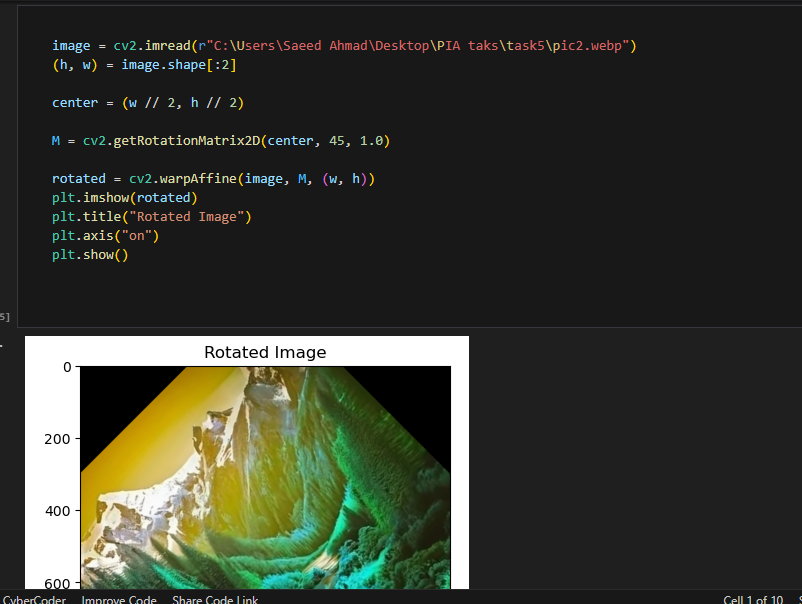 image = cv2.imread(r"C:\Users\Saeed Ahmad\Desktop\PIA taks\task5\pic2.webp")
(h, w) = image.shape[:2]
center = (w // 2, h // 2)
M = cv2.getRotationMatrix2D(center, 45, 1.0)
rotated = cv2.warpAffine(image, M, (w, h))
plt.imshow(rotated)
plt.title("Rotated Image")
plt.axis("on")
plt.show()
5]
Rotated Image
0
200
400
600
CyberCoder Improve Code Share Code Link Cell 1 of 10